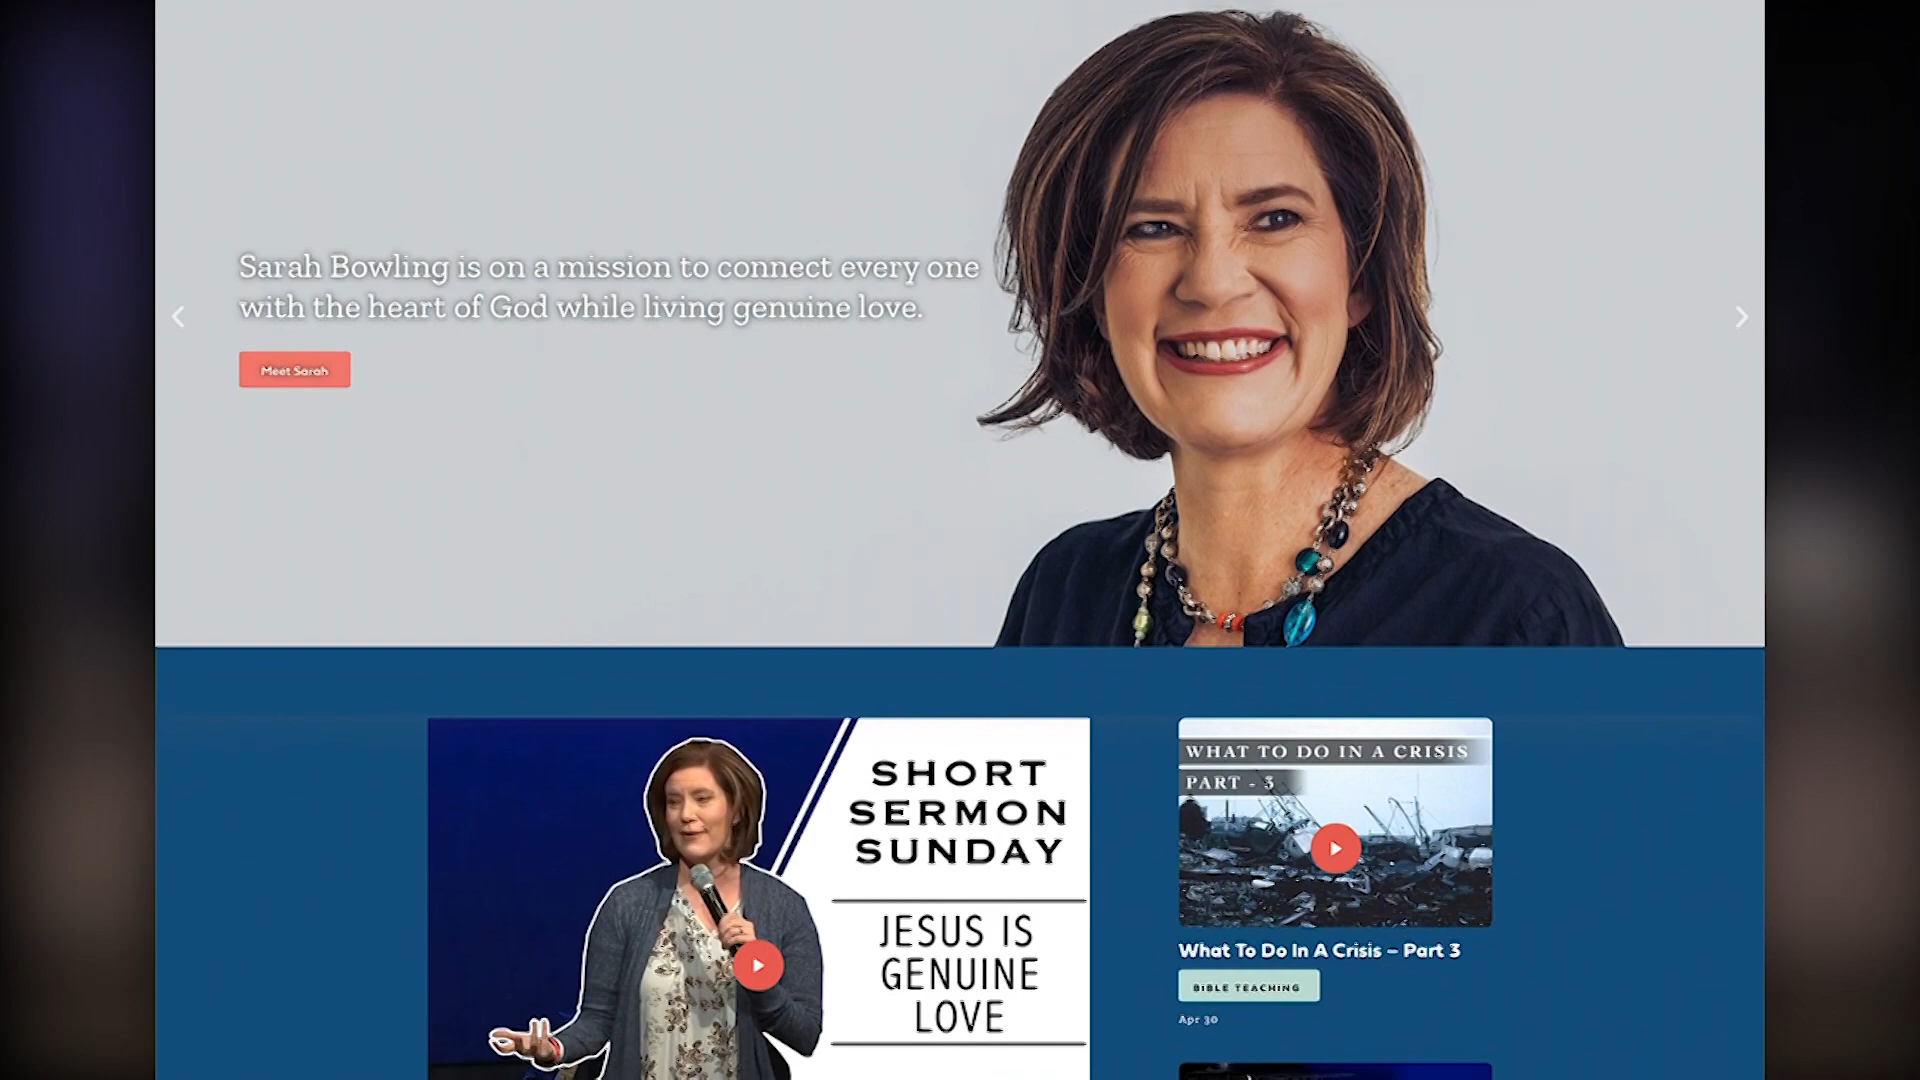 Sarah Bowling is on a mission to connect every one
with the heart of God while living genuine love.
Meet Sarah
SHORT
SERMON
SUNDAY
JESUS IS
GENUINE
LOVE
WHAT TO DO IN A CRISIS
PART - 3
What To Do In A Crisis – Part 3
BIBLE TEACHING
Apr 30